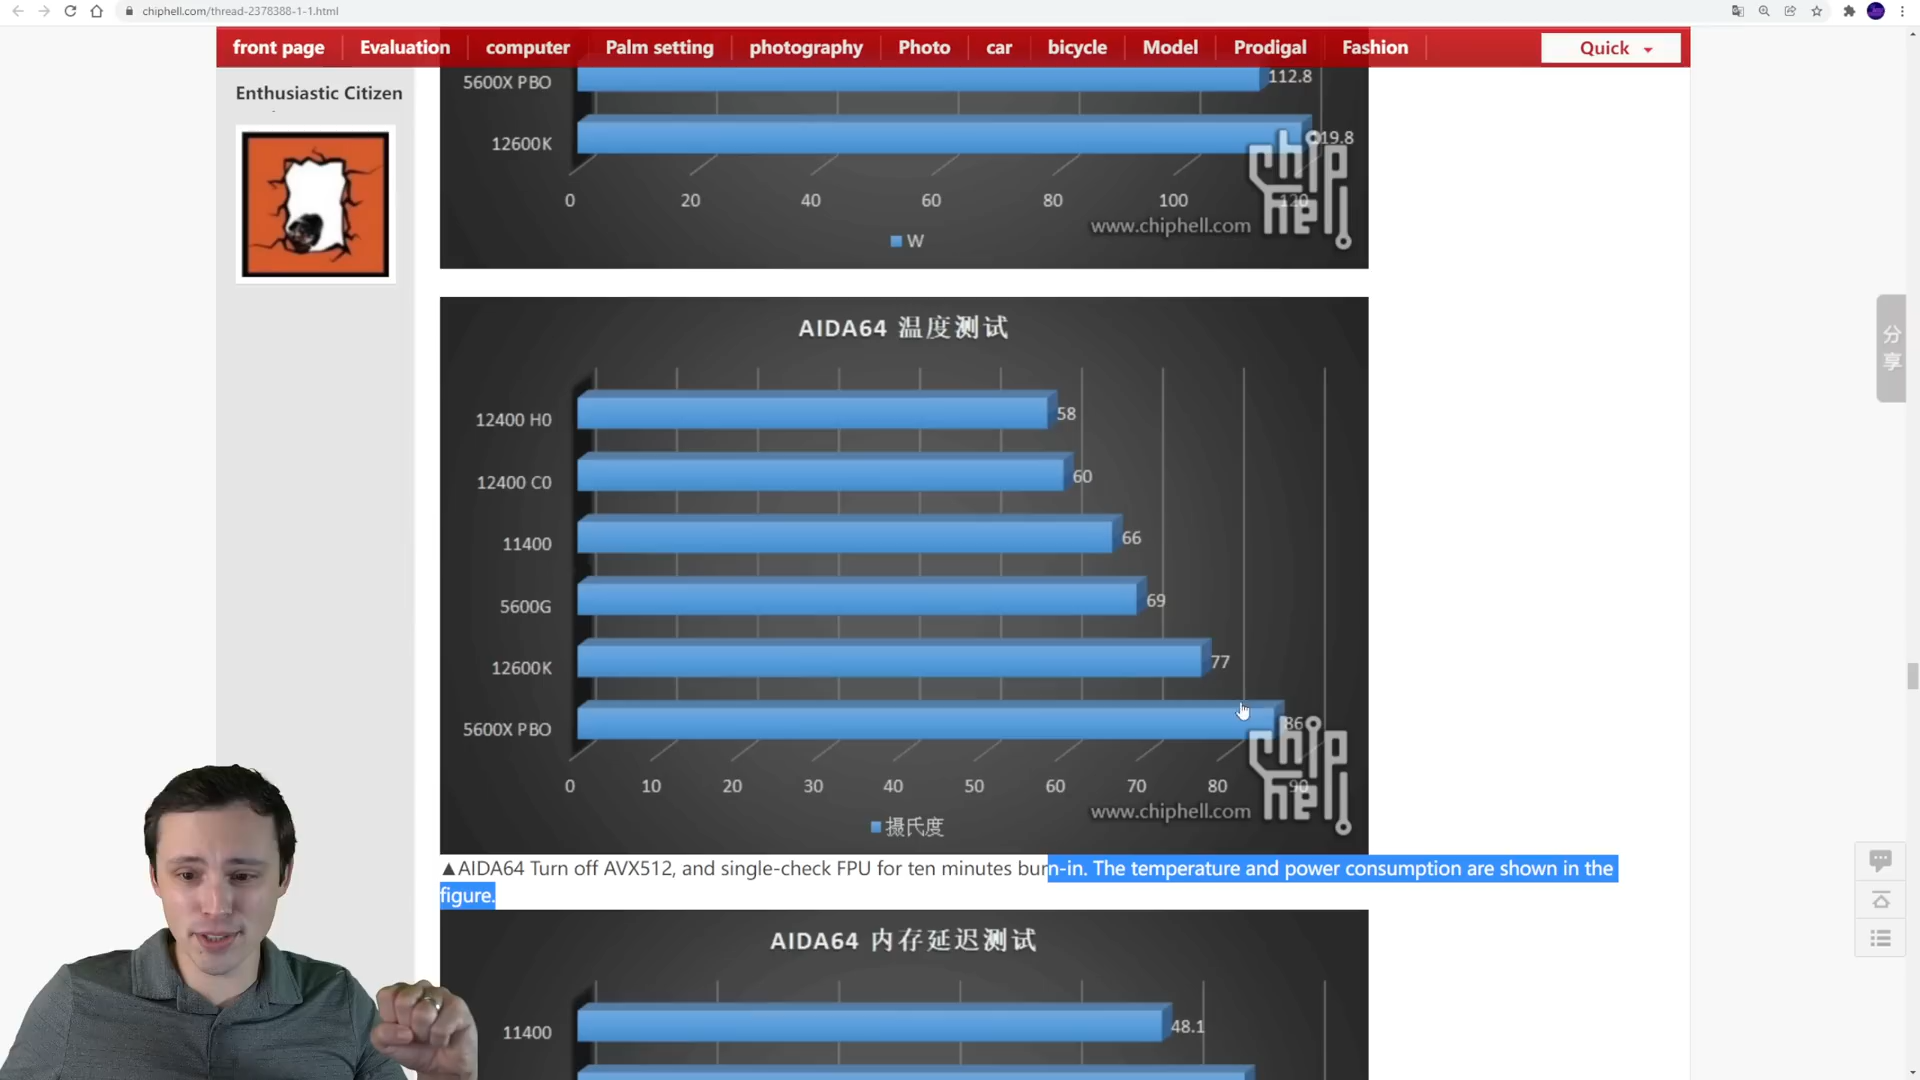 chiphell.com/thread-2378388-1-1.html
front page
Evaluation
computer
Palm setting
photography
Photo
car
bicycle
Model
Prodigal
Fashion
Quick
Enthusiastic Citizen
5600X PBO
112.8
12600K
119.8
0
20
40
60
80
100
120
W
www.chiphell.com
chip
hell
AIDA64 温度测试
12400 H0
58
12400 C0
60
11400
66
5600G
69
12600K
77
5600X PBO
86
0
10
20
30
40
50
60
70
80
90
摄氏度
www.chiphell.com
chip
hell
▲AIDA64 Turn off AVX512, and single-check FPU for ten minutes burn-in. The temperature and power consumption are shown in the
figure.
AIDA64 内存延迟测试
11400
48.1
分
享